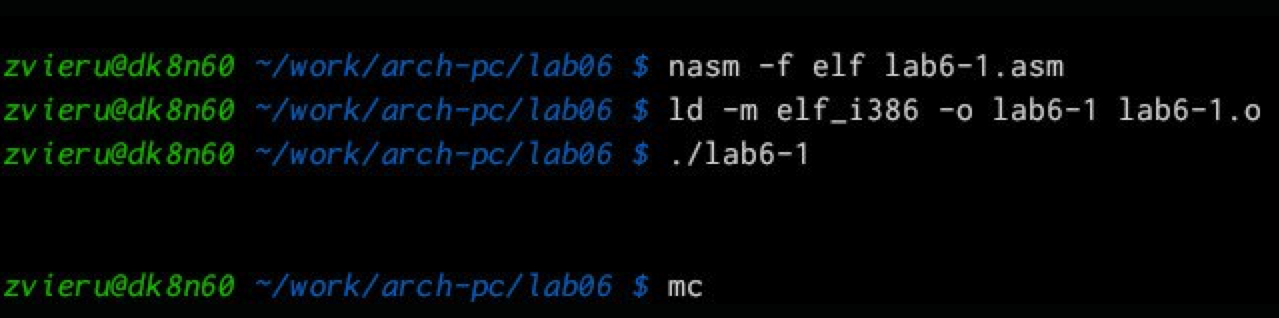 zvieru@dk8n60 ~/work/arch-pc/lab06 $ nasm -f elf lab6-1.asm
zvieru@dk8n60 ~/work/arch-pc/lab06 $ ld -m elf_i386 -o lab6-1 lab6-1.o
zvieru@dk8n60 ~/work/arch-pc/lab06 $ ./lab6-1
zvieru@dk8n60 ~/work/arch-pc/lab06 $ mc